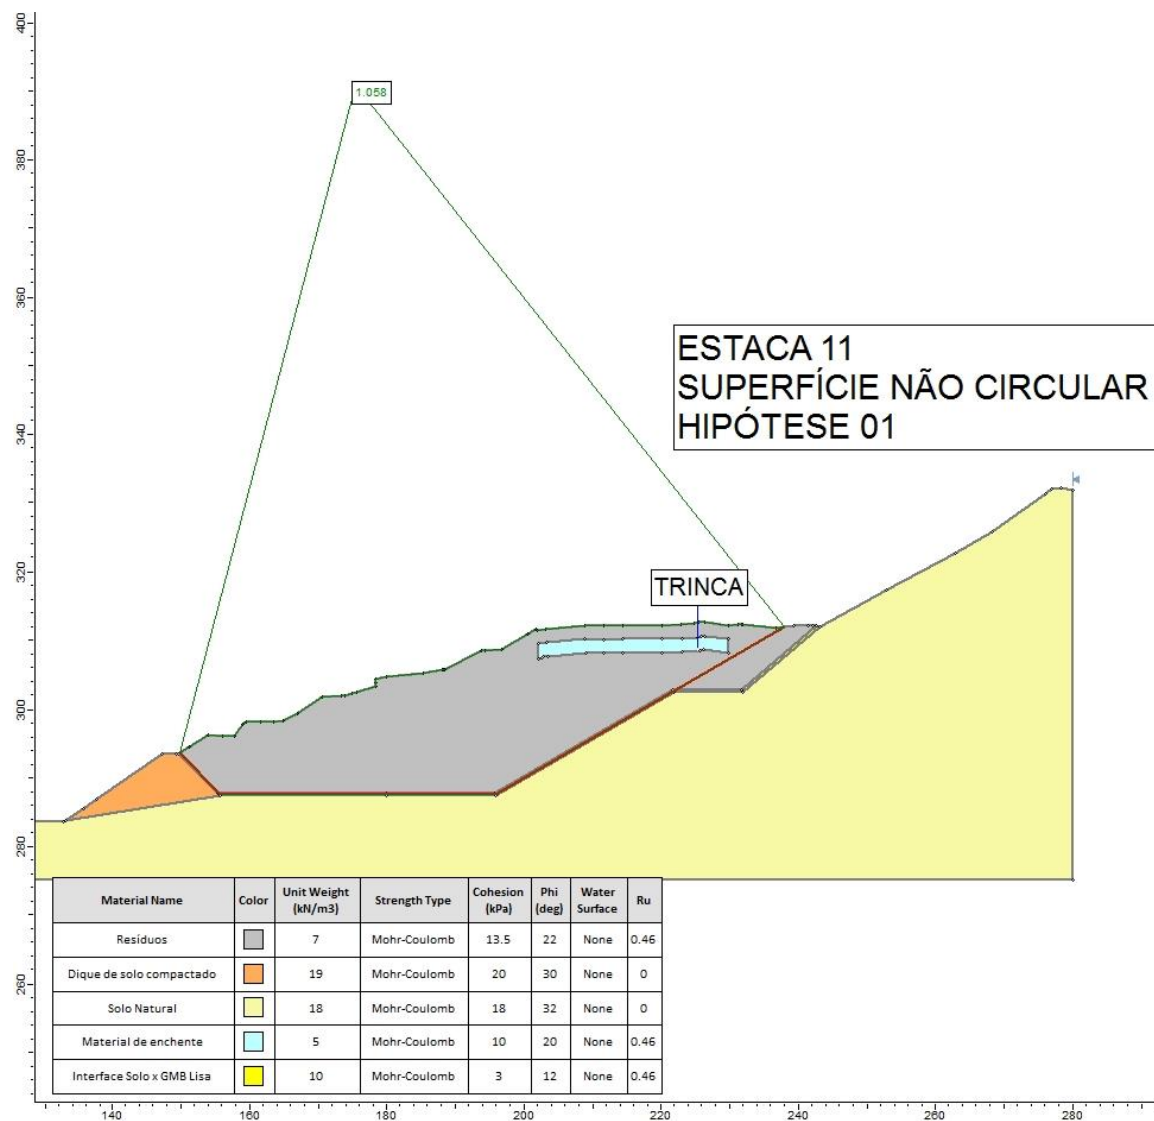 400
1.058
380
360
ESTACA 11
SUPERFÍCIE NÃO CIRCULAR
HIPÓTESE 01
340
320
TRINCA
300
280
Material Name Color Unit Weight (kN/m3) Strength Type Cohesion (kPa) Phi (deg) Water Surface Ru
Resíduos 7 Mohr-Coulomb 13.5 22 None 0.46
Dique de solo compactado 19 Mohr-Coulomb 20 30 None 0
260
Solo Natural 18 Mohr-Coulomb 18 32 None 0
Material de enchente 5 Mohr-Coulomb 10 20 None 0.46
Interface Solo x GMB Lisa 10 Mohr-Coulomb 3 12 None 0.46
140 160 180 200 220 240 260 280